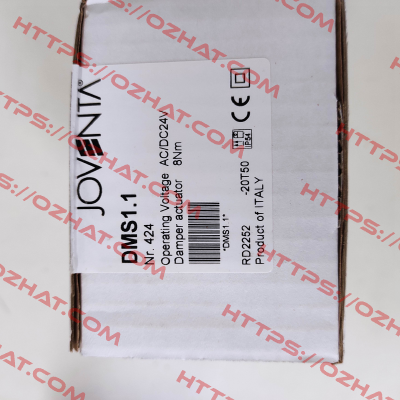 JOVENTA®
DMS1.1
Nr. 424
Operating Voltage AC/DC24V
Damper actuator 8Nm
*DMS1 1*
IP54
RD2252 -20T50
Product of ITALY
HTTPS://OZHAT.COM